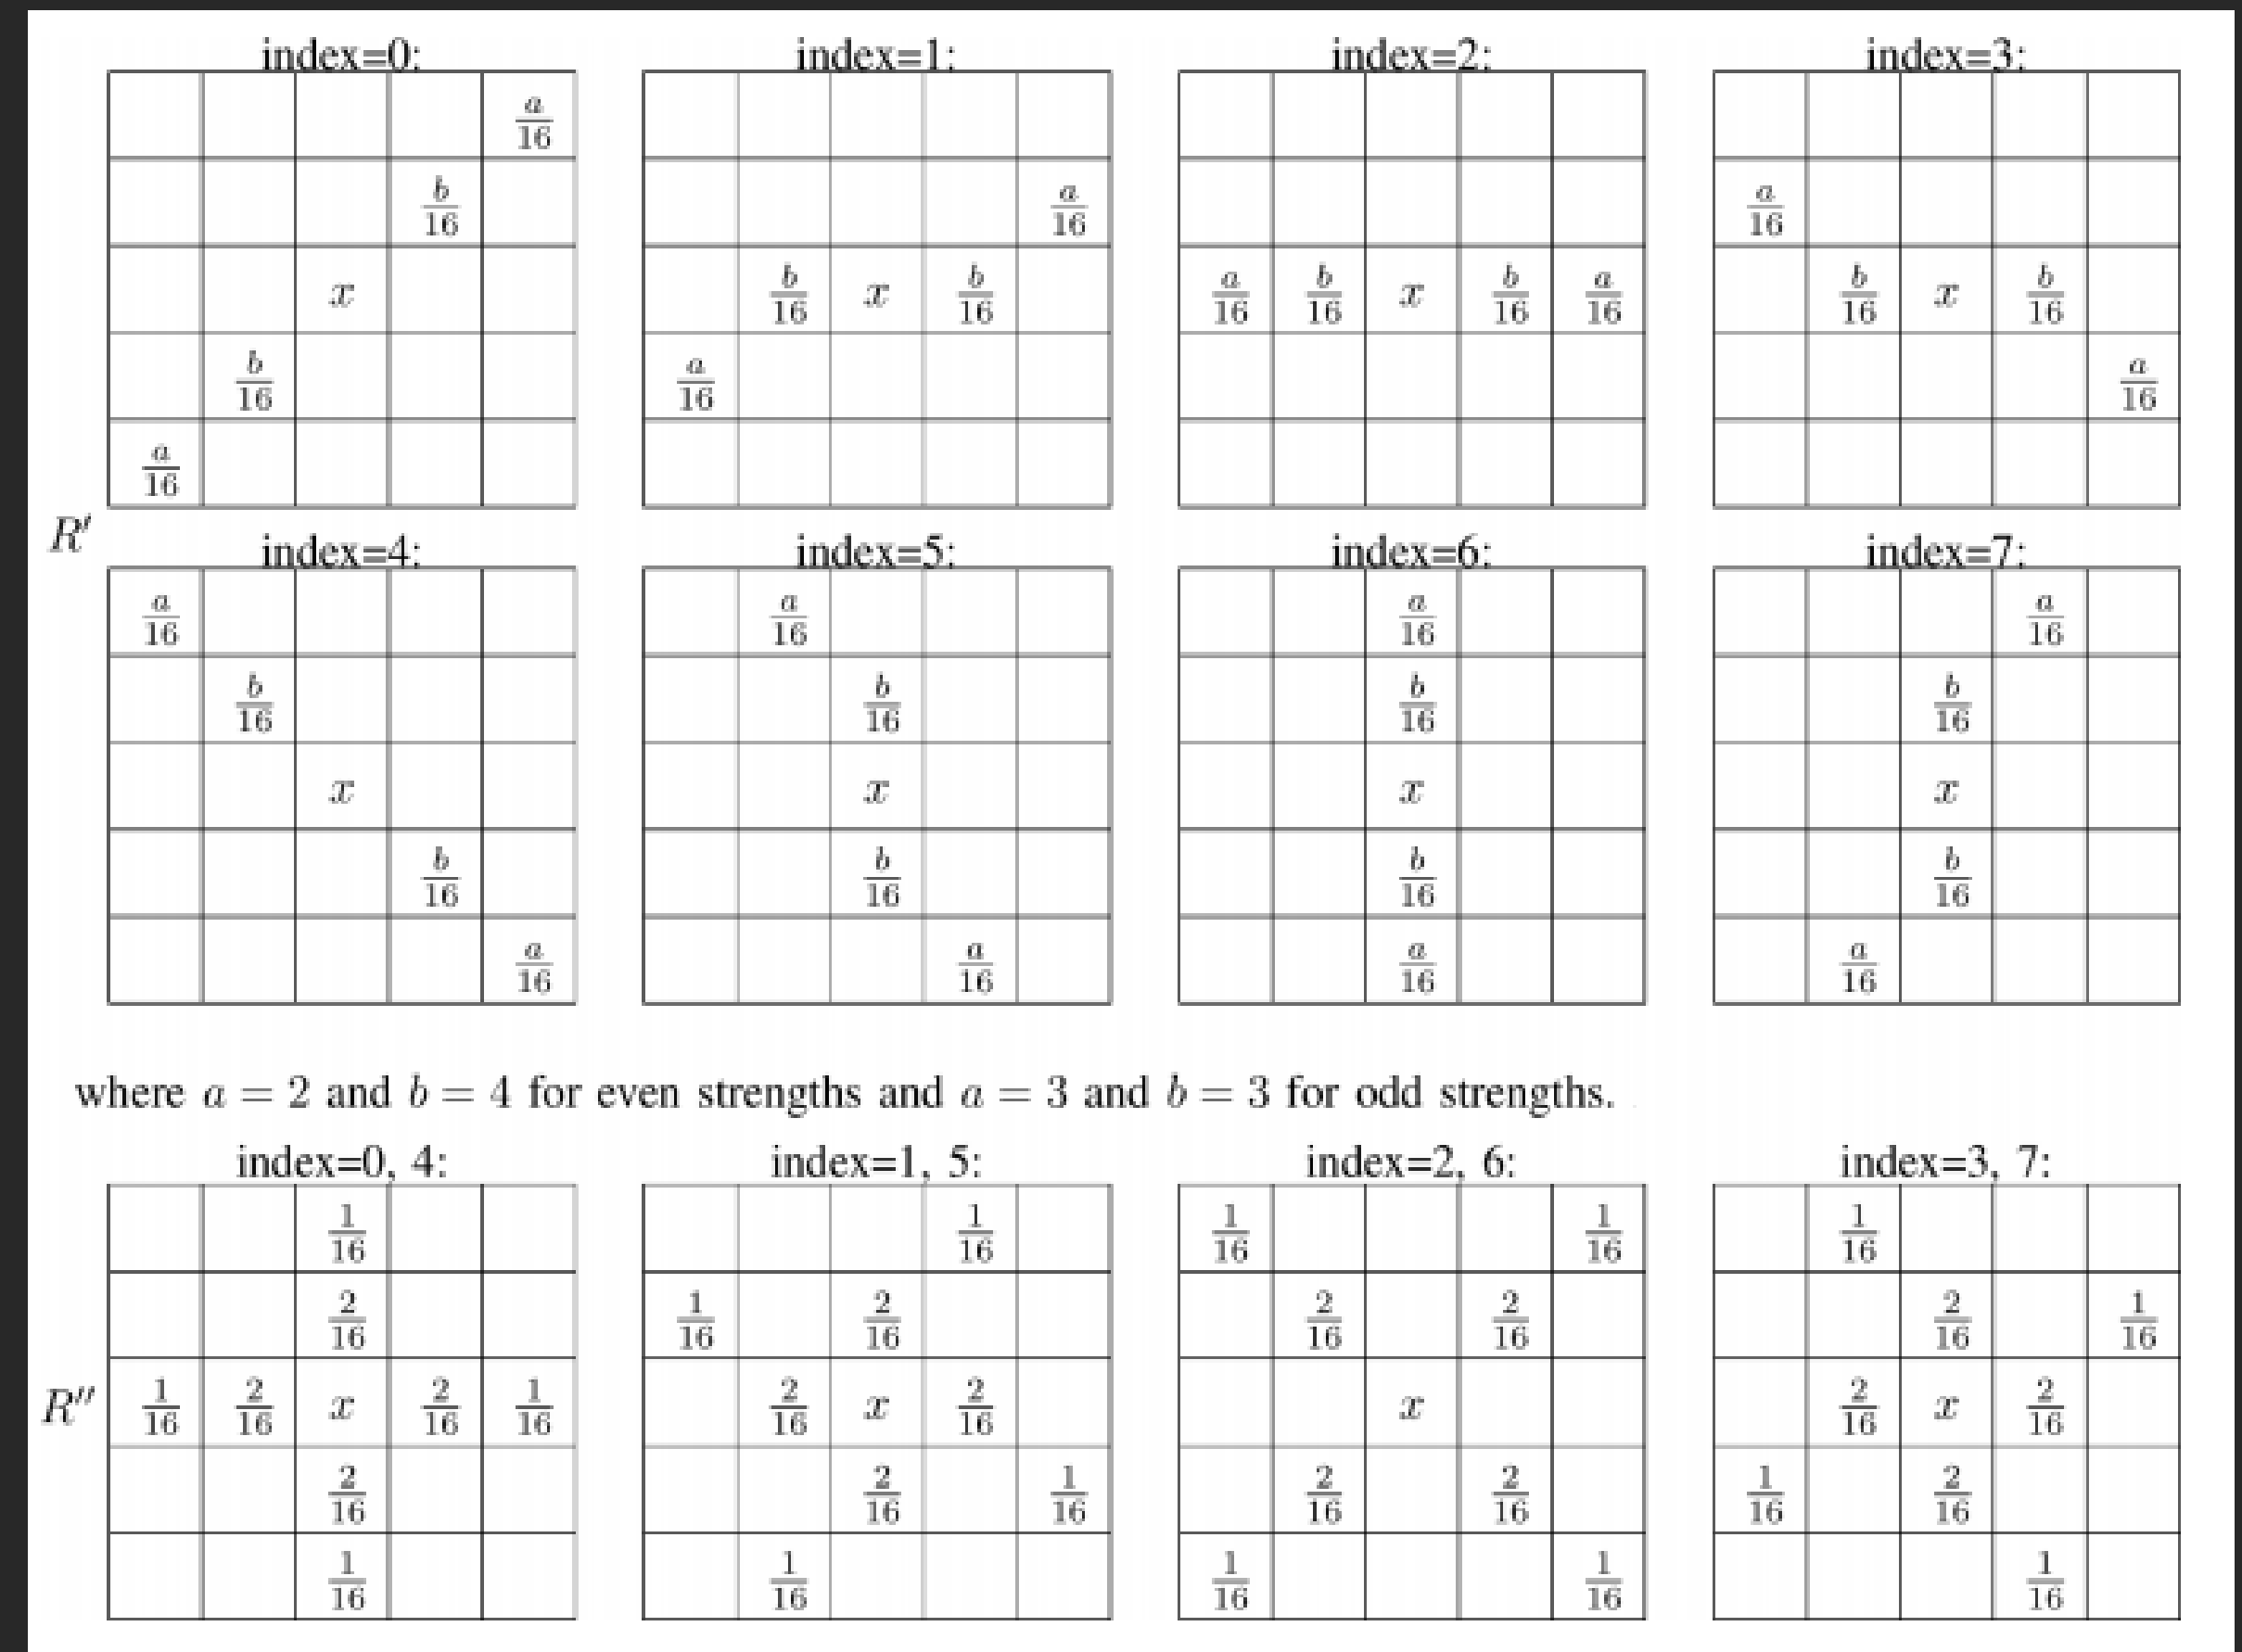 index=0: index=1: index=2: index=3:
a/16
b/16 a/16 a/16
x b/16 x b/16 a/16 b/16 x b/16 a/16 b/16 x b/16
b/16 a/16 a/16
a/16
R′
index=4: index=5: index=6: index=7:
a/16 a/16 a/16 a/16
b/16 b/16 b/16 b/16
x x x x
b/16 b/16 b/16 b/16
a/16 a/16 a/16 a/16
where a = 2 and b = 4 for even strengths and a = 3 and b = 3 for odd strengths.
index=0, 4: index=1, 5: index=2, 6: index=3, 7:
1/16 1/16 1/16 1/16 1/16
2/16 1/16 2/16 2/16 2/16 2/16 1/16
R″ 1/16 2/16 x 2/16 1/16 2/16 x 2/16 x 2/16 x 2/16
2/16 2/16 1/16 2/16 2/16 1/16 2/16
1/16 1/16 1/16 1/16 1/16